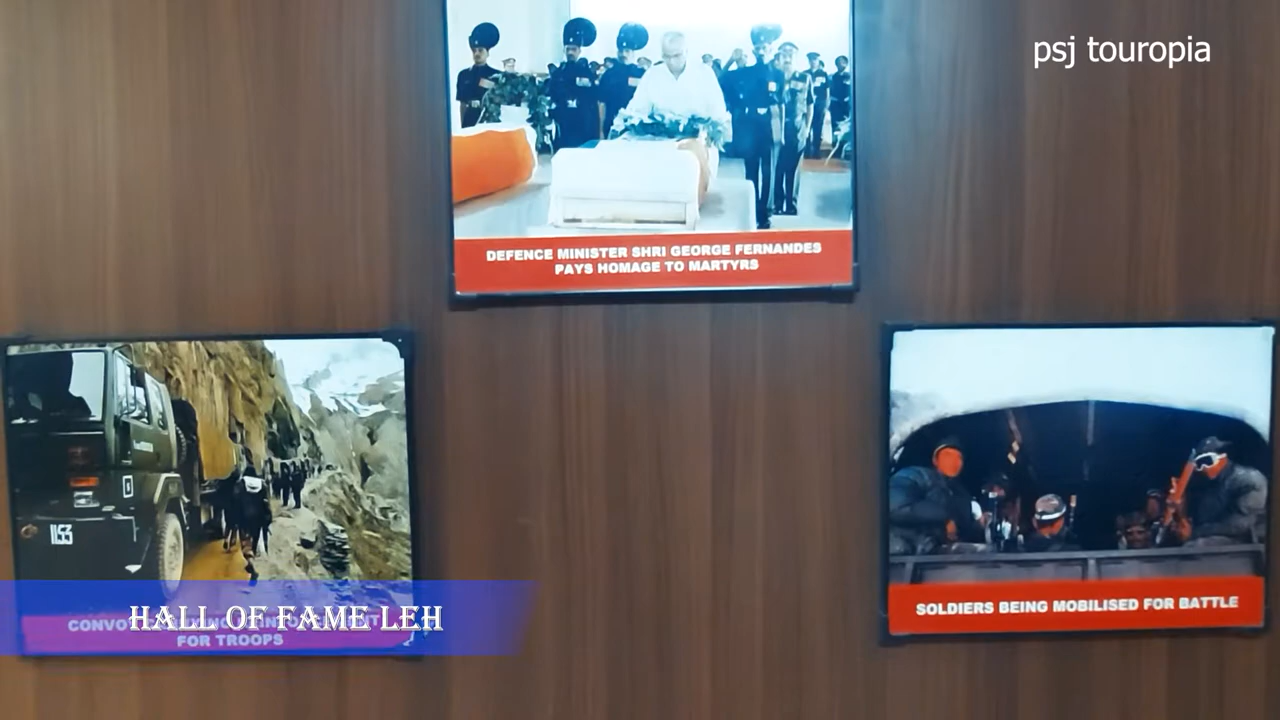 psj touropia
DEFENCE MINISTER SHRI GEORGE FERNANDES
PAYS HOMAGE TO MARTYRS
1153
SOLDIERS BEING MOBILISED FOR BATTLE
HALL OF FAME LEH
FOR TROOPS